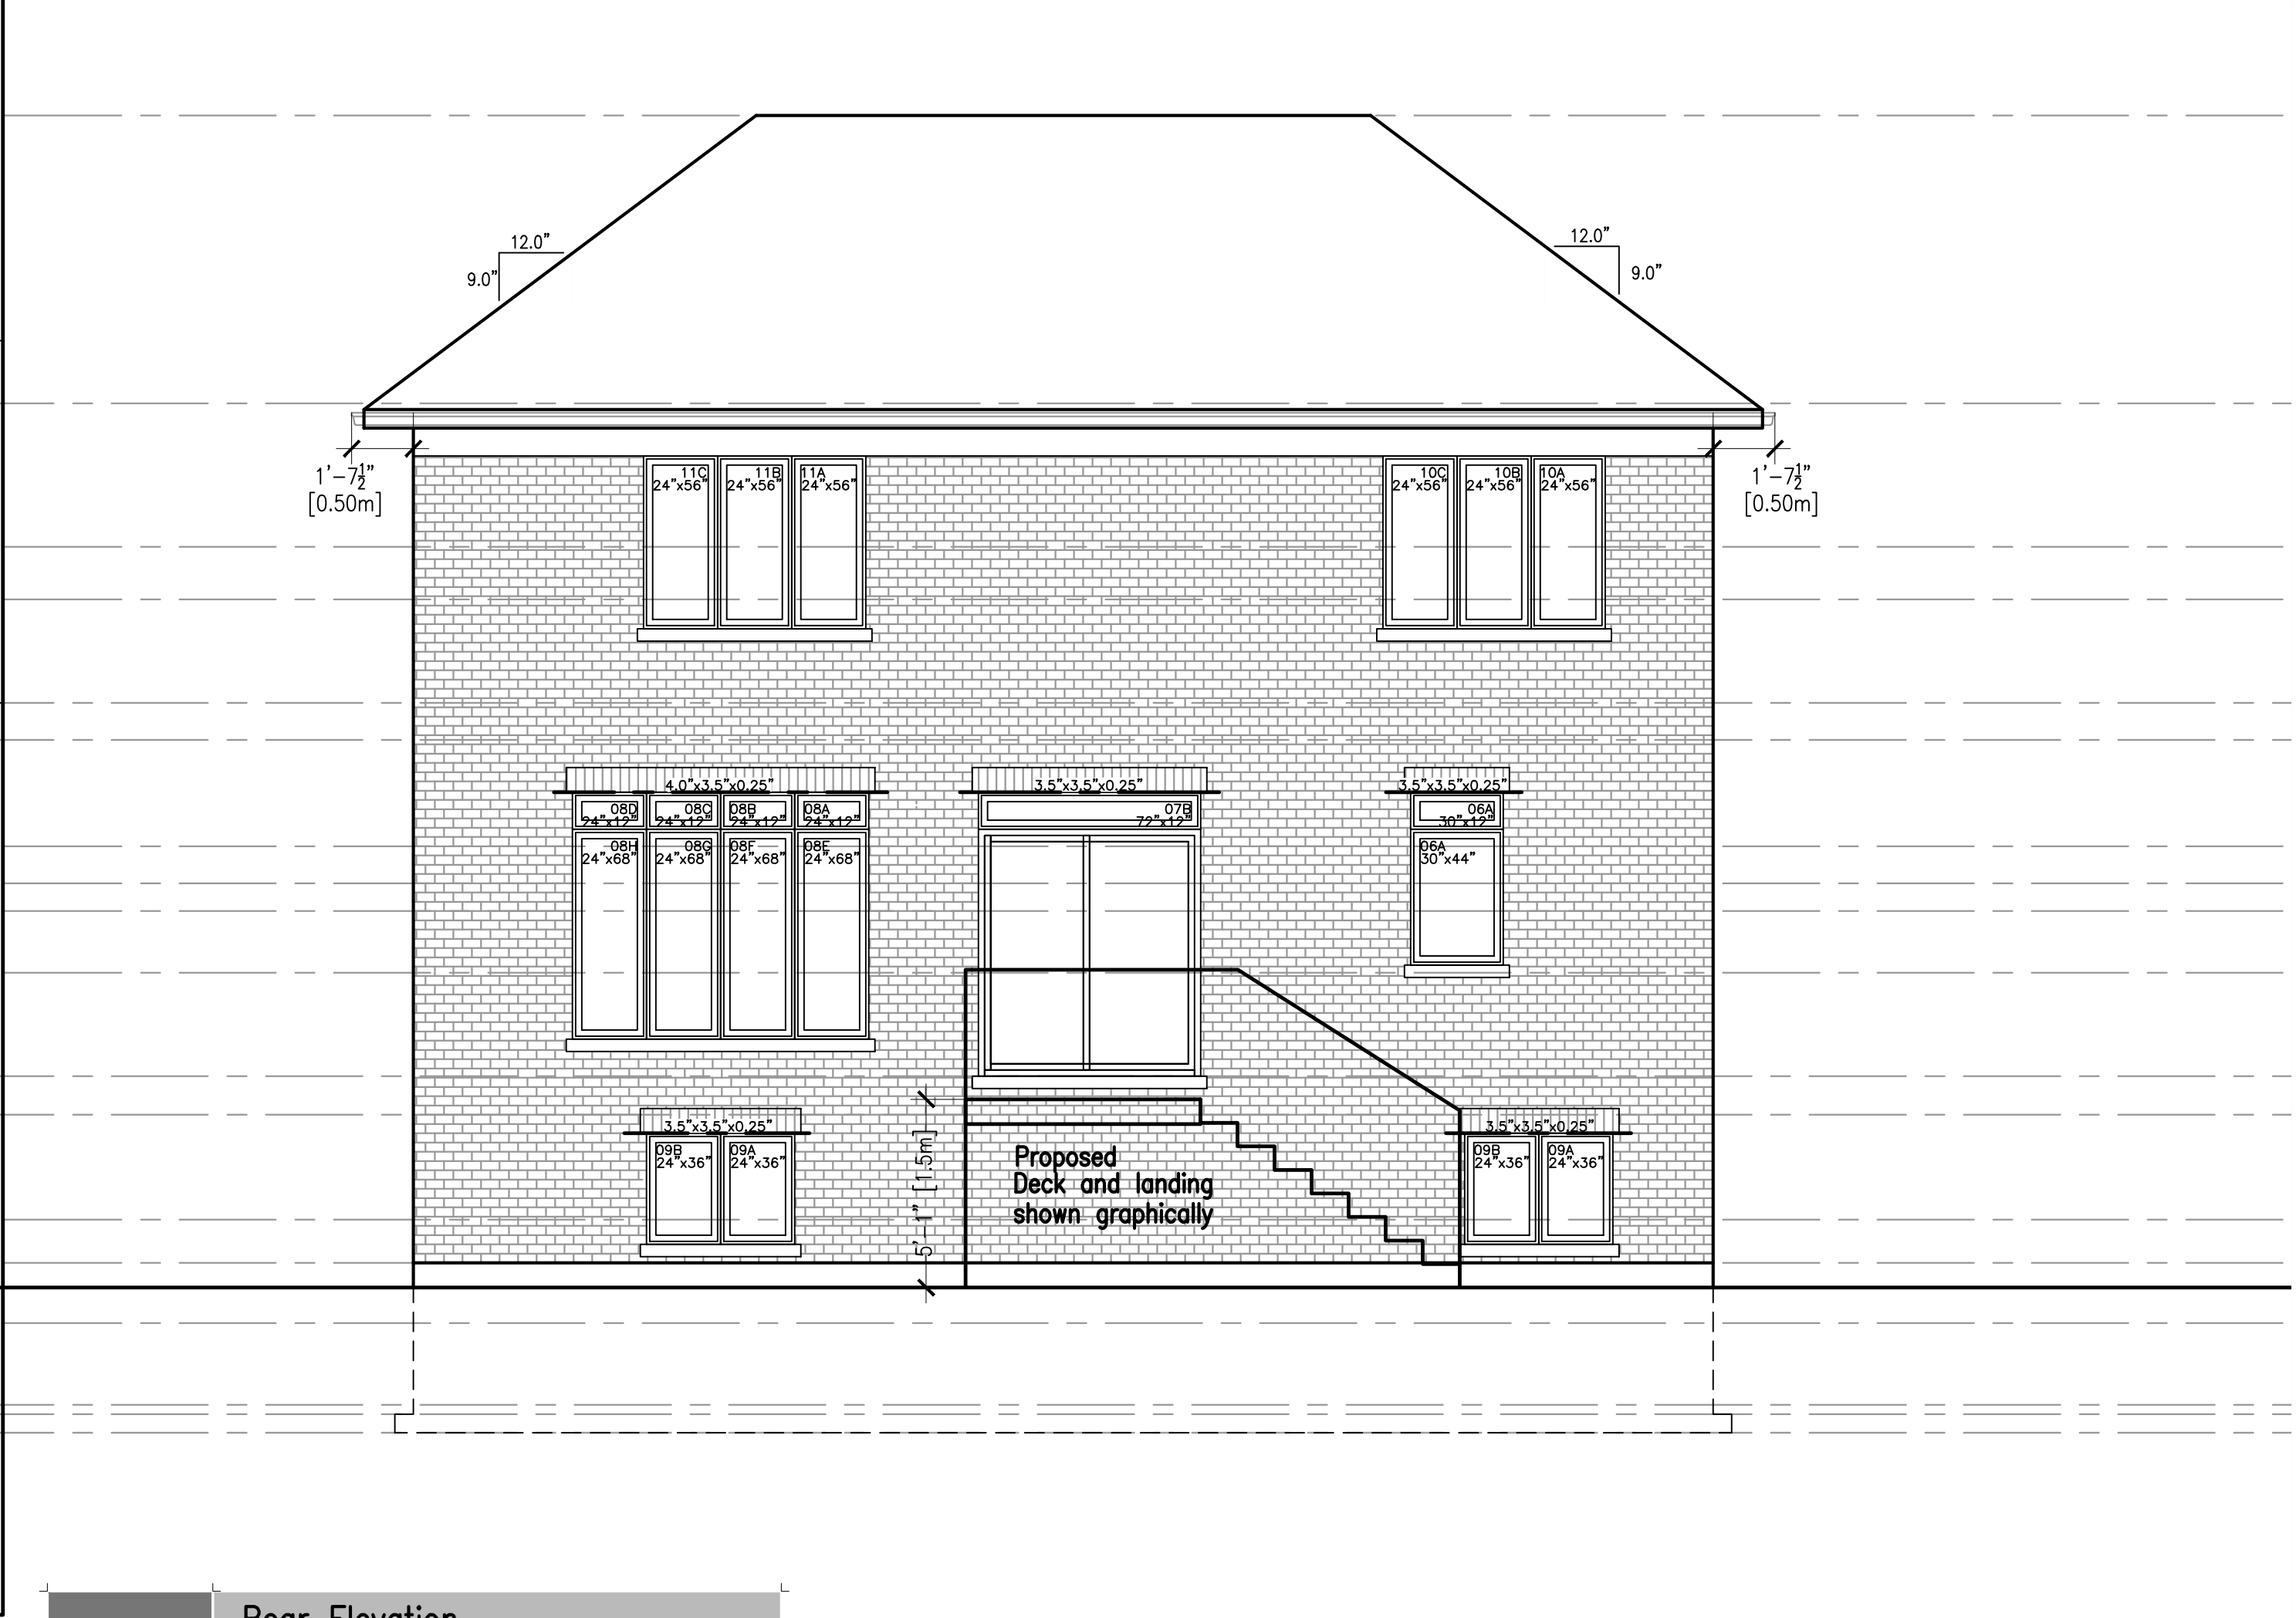 12.0"
9.0"
12.0"
9.0"
1'-7½"
[0.50m]
1'-7½"
[0.50m]
11C
24"x56"
11B
24"x56"
11A
24"x56"
10C
24"x56"
10B
24"x56"
10A
24"x56"
4.0"x3.5"x0.25"
3.5"x3.5"x0.25"
3.5"x3.5"x0.25"
08D
24"x12"
08C
24"x12"
08B
24"x12"
08A
24"x12"
07B
72"x12"
06A
30"x12"
08H
24"x68"
08G
24"x68"
08F
24"x68"
08E
24"x68"
06A
30"x44"
3.5"x3.5"x0.25"
3.5"x3.5"x0.25"
09B
24"x36"
09A
24"x36"
5'-1" [1.5m]
Proposed
Deck and landing
shown graphically
09B
24"x36"
09A
24"x36"
Rear Elevation